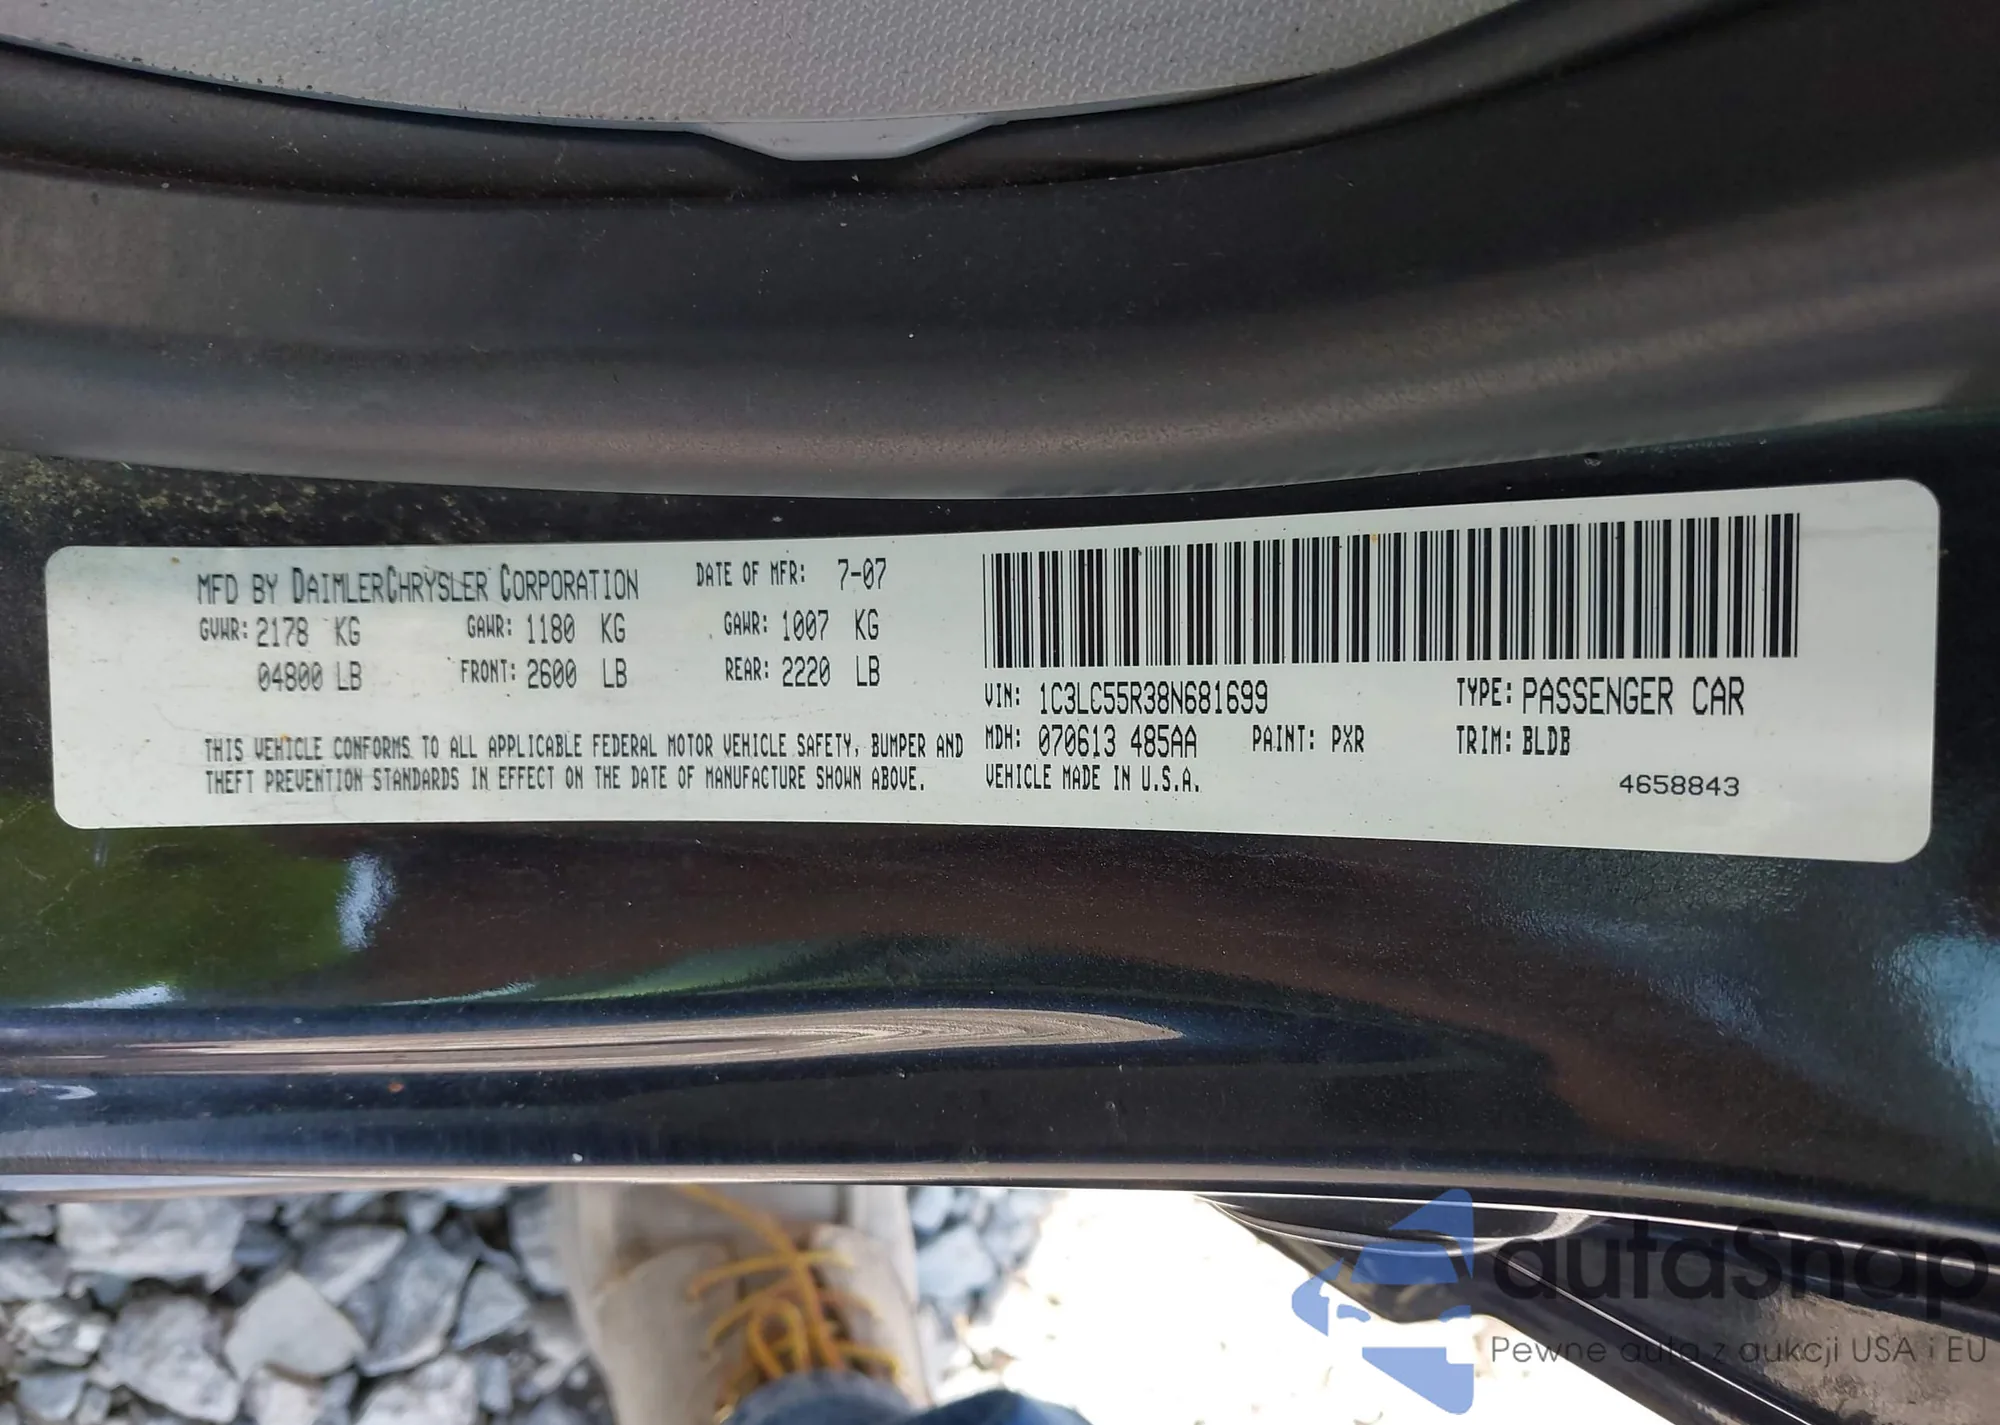 MFD BY DAIMLERCHRYSLER CORPORATION DATE OF MFR: 7-07
GVWR: 2178 KG GAWR: 1180 KG GAWR: 1007 KG
04800 LB FRONT: 2600 LB REAR: 2220 LB
THIS VEHICLE CONFORMS TO ALL APPLICABLE FEDERAL MOTOR VEHICLE SAFETY, BUMPER AND
THEFT PREVENTION STANDARDS IN EFFECT ON THE DATE OF MANUFACTURE SHOWN ABOVE.
VIN: 1C3LC55R38N681699 TYPE: PASSENGER CAR
MDH: 070613 485AA PAINT: PXR TRIM: BLDB
VEHICLE MADE IN U.S.A.
4658843
autaSnap
Pewne auto z aukcji USA i EU